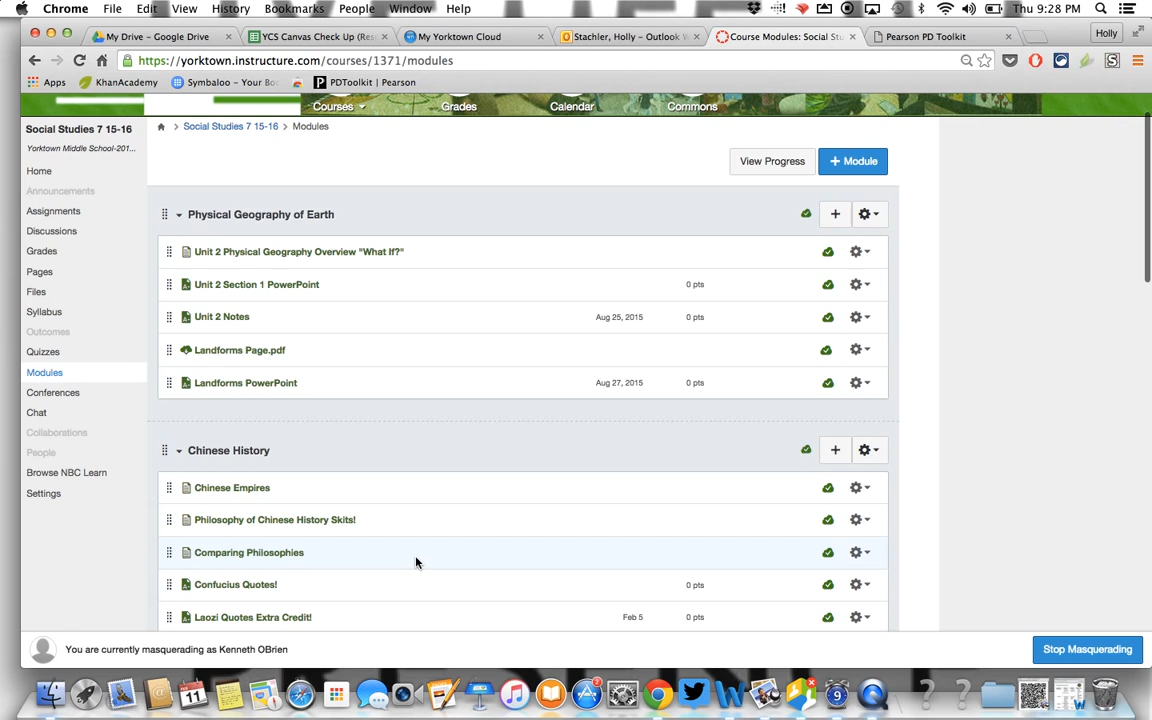 Chrome File Edit View History Bookmarks People Window Help Thu 9:28 PM
My Drive – Google Drive YCS Canvas Check Up (Res My Yorktown Cloud Stachler, Holly – Outlook W Course Modules: Social Stu Pearson PD Toolkit Holly
https://yorktown.instructure.com/courses/1371/modules
Apps KhanAcademy Symbaloo – Your Boo PDToolkit | Pearson
Courses Grades Calendar Commons
Social Studies 7 15-16
Social Studies 7 15-16 > Modules
Yorktown Middle School-201...
Home
Announcements
Assignments
Discussions
Grades
Pages
Files
Syllabus
Outcomes
Quizzes
Modules
Conferences
Chat
Collaborations
People
Browse NBC Learn
Settings
View Progress + Module
Physical Geography of Earth
Unit 2 Physical Geography Overview "What If?"
Unit 2 Section 1 PowerPoint 0 pts
Unit 2 Notes Aug 25, 2015 0 pts
Landforms Page.pdf
Landforms PowerPoint Aug 27, 2015 0 pts
Chinese History
Chinese Empires
Philosophy of Chinese History Skits!
Comparing Philosophies
Confucius Quotes! 0 pts
Laozi Quotes Extra Credit! Feb 5 0 pts
You are currently masquerading as Kenneth OBrien Stop Masquerading